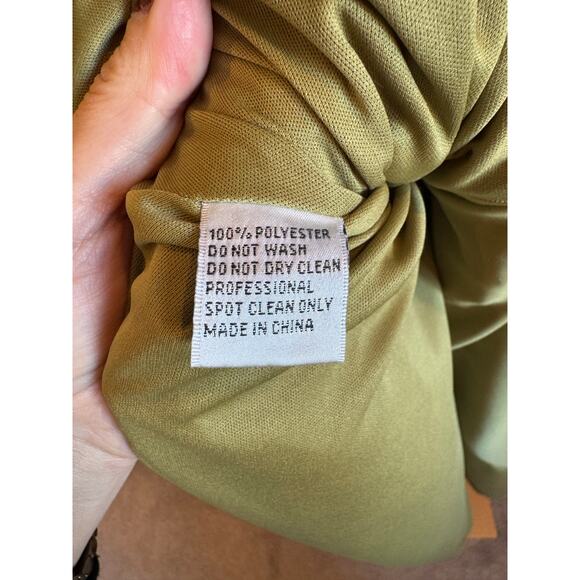 100% POLYESTER
DO NOT WASH
DO NOT DRY CLEAN
PROFESSIONAL
SPOT CLEAN ONLY
MADE IN CHINA